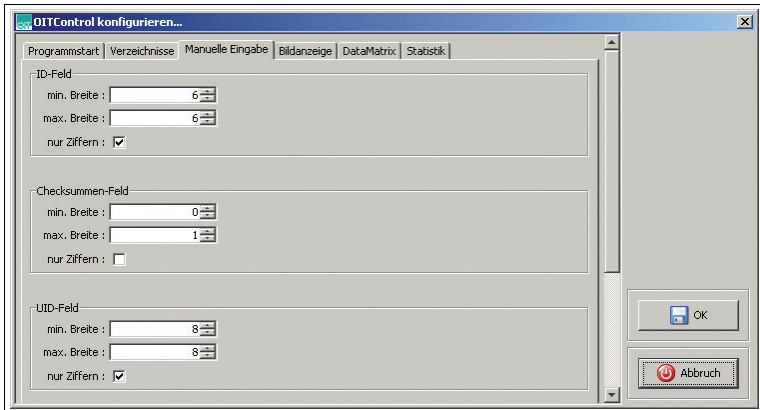 OIT OITControl konfigurieren...
Programmstart Verzeichnisse Manuelle Eingabe Bildanzeige DataMatrix Statistik
ID-Feld
min. Breite : 6
max. Breite : 6
nur Ziffern :
Checksummen-Feld
min. Breite : 0
max. Breite : 1
nur Ziffern :
UID-Feld
min. Breite : 8
max. Breite : 8
nur Ziffern :
OK
Abbruch